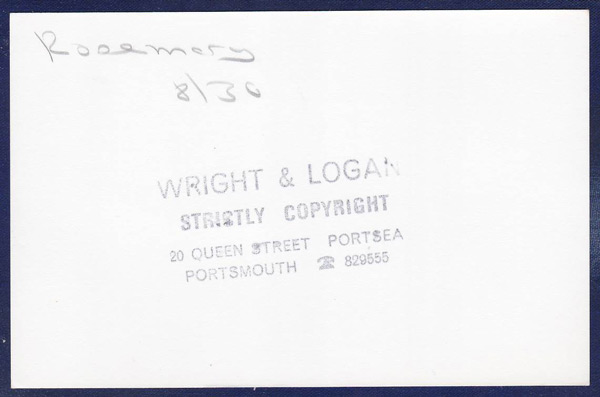 Rosemary
8/30
WRIGHT & LOGAN
STRICTLY COPYRIGHT
20 QUEEN STREET PORTSEA
PORTSMOUTH ☎ 829555